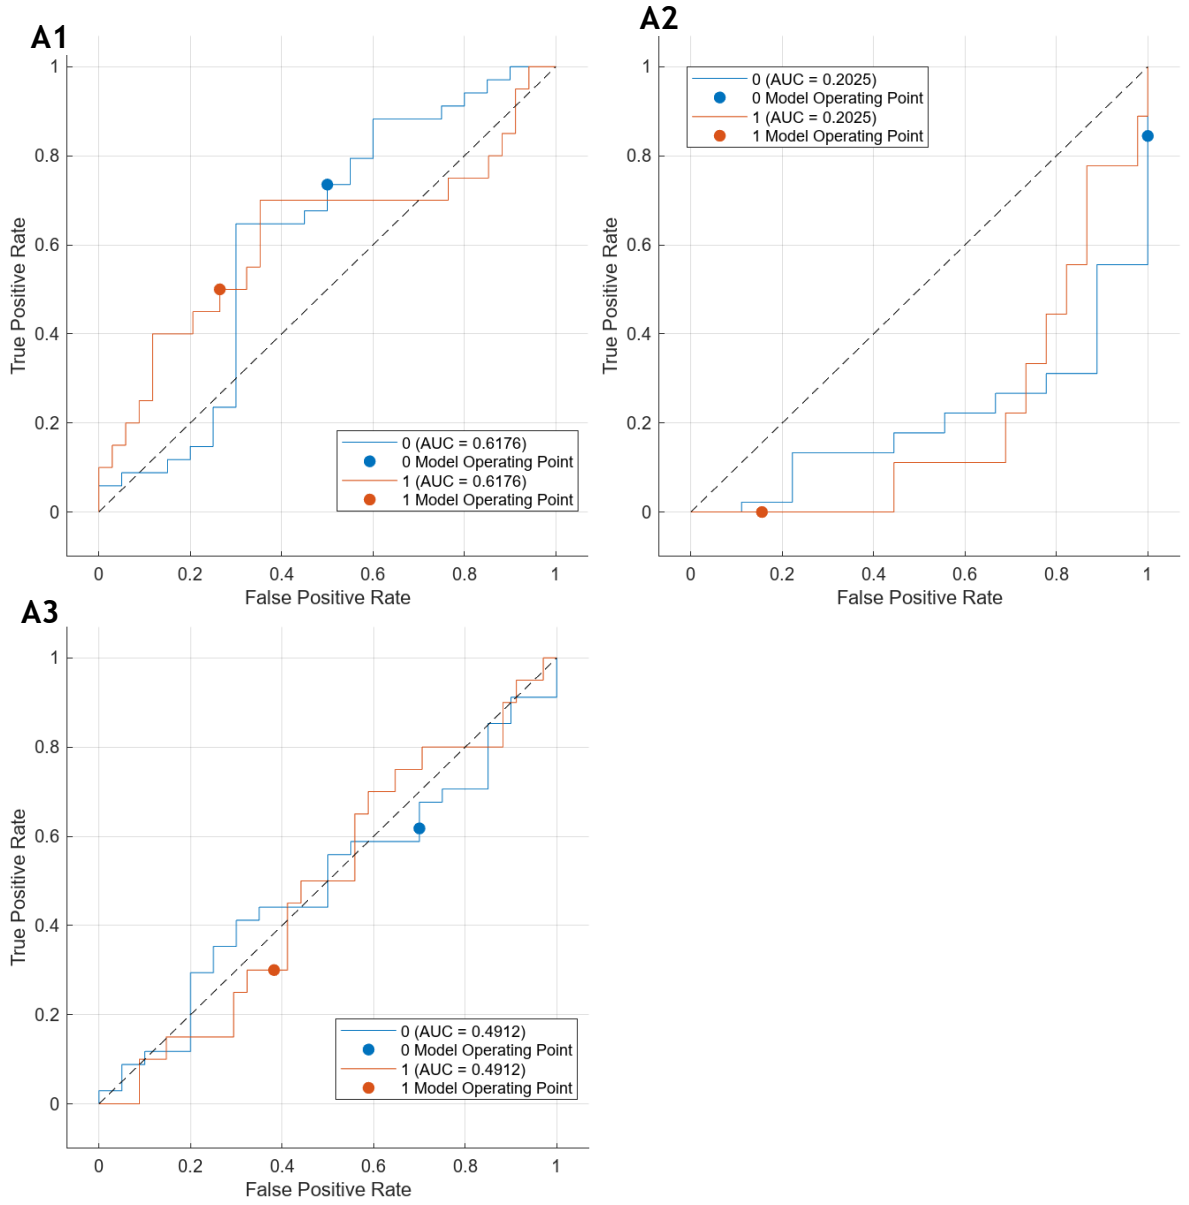 A1
1
0.8
0.6
0.4
0.2
0
True Positive Rate
0 (AUC = 0.6176)
0 Model Operating Point
1 (AUC = 0.6176)
1 Model Operating Point
0 0.2 0.4 0.6 0.8 1
False Positive Rate
A2
1
0.8
0.6
0.4
0.2
0
True Positive Rate
0 (AUC = 0.2025)
0 Model Operating Point
1 (AUC = 0.2025)
1 Model Operating Point
0 0.2 0.4 0.6 0.8 1
False Positive Rate
A3
1
0.8
0.6
0.4
0.2
0
True Positive Rate
0 (AUC = 0.4912)
0 Model Operating Point
1 (AUC = 0.4912)
1 Model Operating Point
0 0.2 0.4 0.6 0.8 1
False Positive Rate